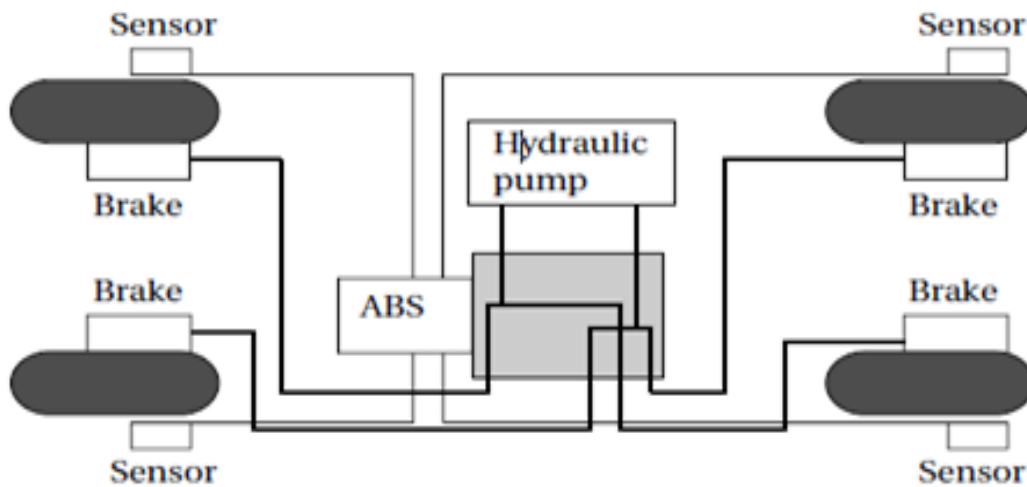 Sensor
Sensor
Hydraulic
pump
Brake
Brake
Brake
Brake
ABS
Sensor
Sensor